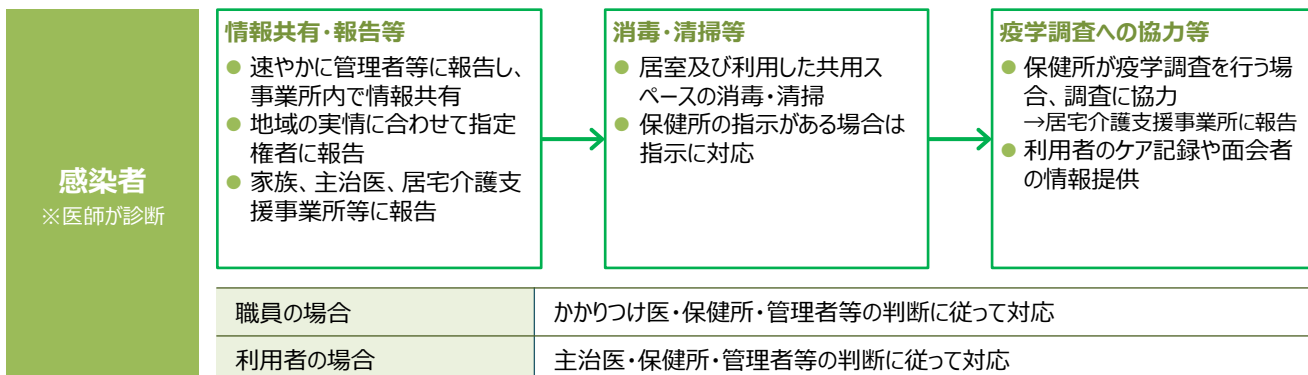 感染者
※医師が診断
情報共有・報告等
● 速やかに管理者等に報告し、
事業所内で情報共有
● 地域の実情に合わせて指定
権者に報告
● 家族、主治医、居宅介護支
援事業所等に報告
消毒・清掃等
● 居室及び利用した共用ス
ペースの消毒・清掃
● 保健所の指示がある場合は
指示に対応
疫学調査への協力等
● 保健所が疫学調査を行う場
合、調査に協力
→居宅介護支援事業所に報告
● 利用者のケア記録や面会者
の情報提供
職員の場合 かかりつけ医・保健所・管理者等の判断に従って対応
利用者の場合 主治医・保健所・管理者等の判断に従って対応